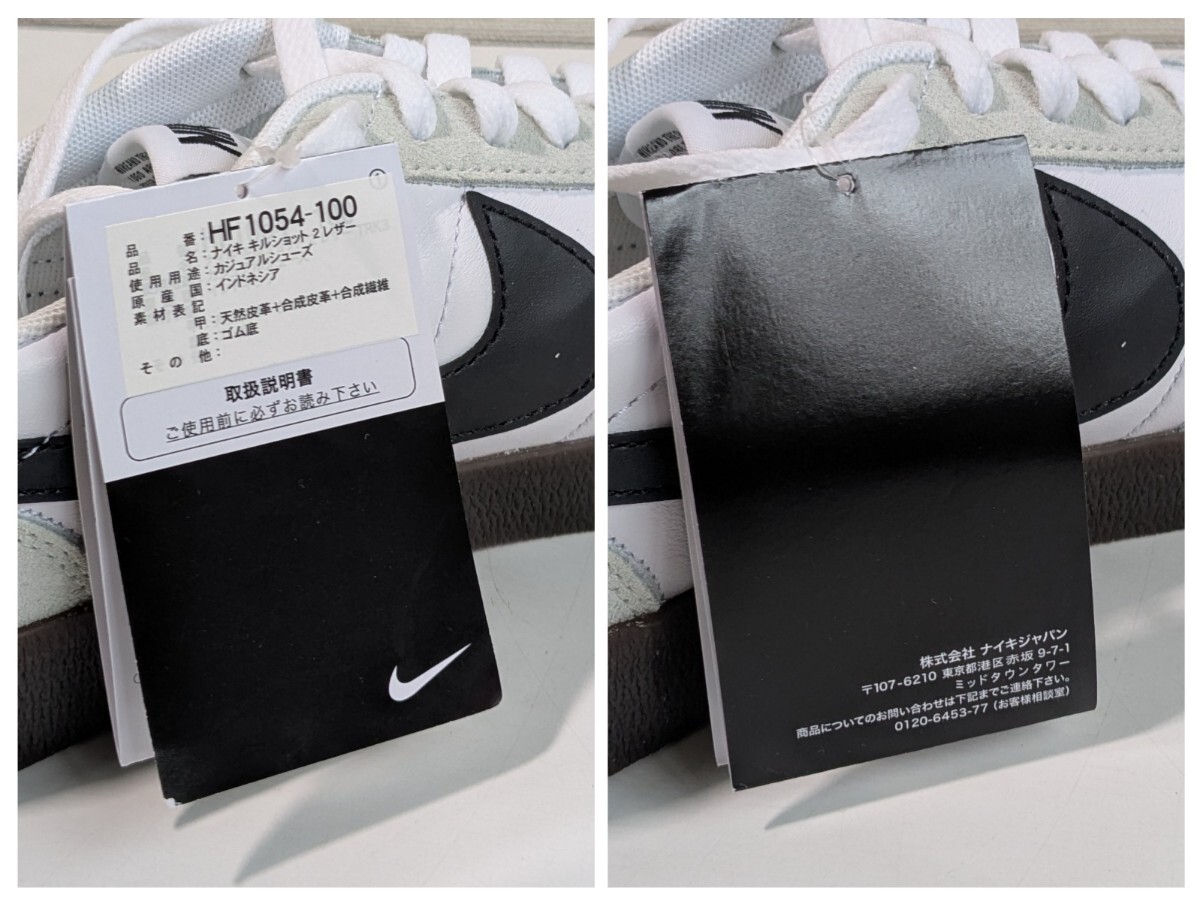 品番：HF1054-100
品名：ナイキ キルショット 2 レザー
使用用途：カジュアルシューズ
原産国：インドネシア
素材表記
甲：天然皮革+合成皮革+合成繊維
底：ゴム底
その他：
取扱説明書
ご使用前に必ずお読み下さい
株式会社 ナイキジャパン
〒107-6210 東京都港区赤坂 9-7-1
ミッドタウンタワー
商品についてのお問い合わせは下記までご連絡下さい。
0120-6453-77 (お客様相談室)